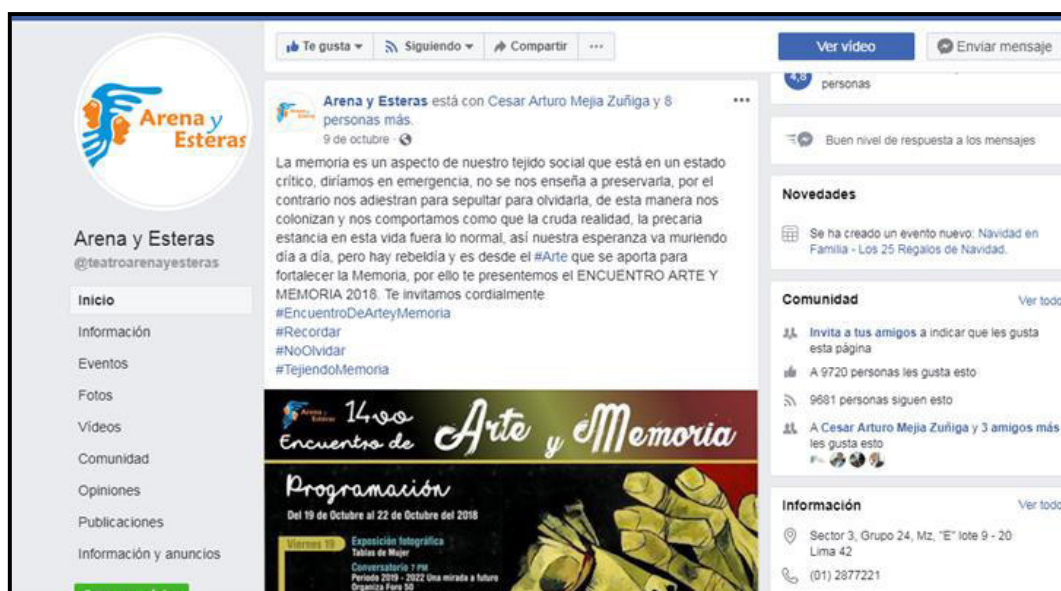 Te gusta
Siguiendo
Compartir
Ver vídeo
Enviar mensaje
Arena y
Esteras
Arena y Esteras
@teatroarenayesteras
Inicio
Información
Eventos
Fotos
Vídeos
Comunidad
Opiniones
Publicaciones
Información y anuncios
Arena y Esteras está con Cesar Arturo Mejia Zuñiga y 8
personas más.
9 de octubre
La memoria es un aspecto de nuestro tejido social que está en un estado
crítico, diríamos en emergencia, no se nos enseña a preservarla, por el
contrario nos adiestran para sepultar para olvidarla, de esta manera nos
colonizan y nos comportamos como que la cruda realidad, la precaria
estancia en esta vida fuera lo normal, así nuestra esperanza va muriendo
día a día, pero hay rebeldía y es desde el #Arte que se aporta para
fortalecer la Memoria, por ello te presentemos el ENCUENTRO ARTE Y
MEMORIA 2018. Te invitamos cordialmente
#EncuentroDeArteyMemoria
#Recordar
#NoOlvidar
#TejiendoMemoria
Arena y
Esteras
14voo
Encuentro de Arte y Memoria
Programación
Del 19 de Octubre al 22 de Octubre del 2018
Viernes 19
Exposición fotográfica
Tablas de Mujer
Conversatorio 7 PM
Periodo 2019 - 2022 Una mirada a futuro
Organiza Foro 50
4,8
personas
Buen nivel de respuesta a los mensajes
Novedades
Se ha creado un evento nuevo: Navidad en
Familia - Los 25 Regalos de Navidad.
Comunidad
Ver todo
Invita a tus amigos a indicar que les gusta
esta página
A 9720 personas les gusta esto
9681 personas siguen esto
A Cesar Arturo Mejia Zuñiga y 3 amigos más
les gusta esto
Información
Ver todo
Sector 3, Grupo 24, Mz, "E" lote 9 - 20
Lima 42
(01) 2877221